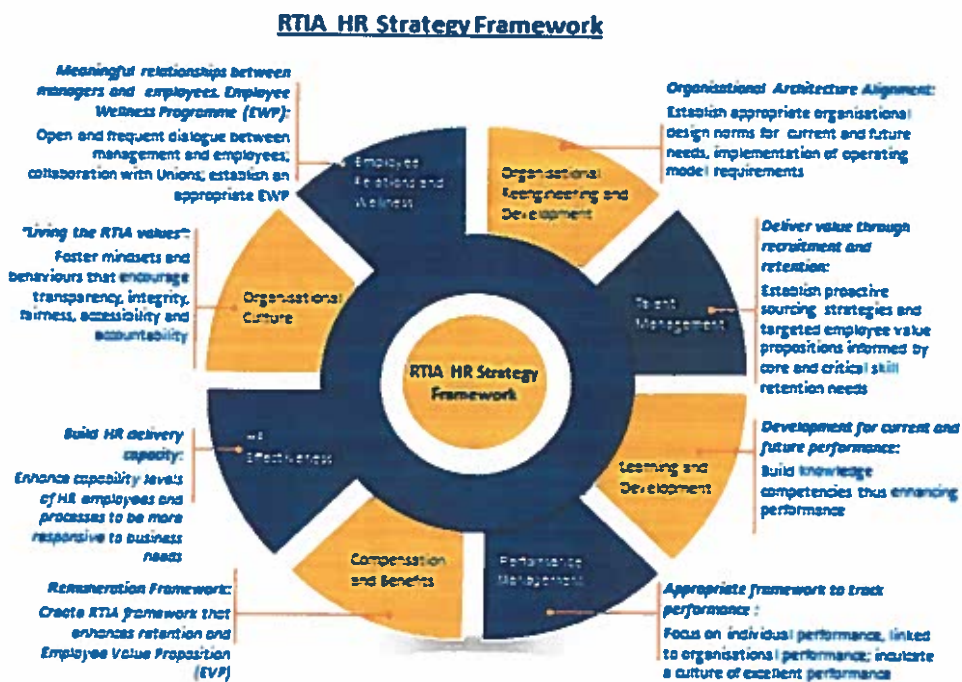 RTIA HR Strategy Framework
Meaningful relationships between
managers and employees. Employee
Wellness Programme (EWP):
Open and frequent dialogue between
management and employees;
collaboration with Unions; establish an
appropriate EWP
"Living the RTIA values":
Foster mindsets and
behaviours that encourage
transparency, integrity,
fairness, accessibility and
accountability
Build HR delivery
capacity:
Enhance capability levels
of HR employees and
processes to be more
responsive to business
needs
Remuneration Framework:
Create RTIA framework that
enhances retention and
Employee Value Proposition
(EVP)
Employee
Relations and
Wellness
Organisational
Reengineering and
Development
Organisational
Culture
Talent
Management
RTIA HR Strategy
Framework
HR
Effectiveness
Learning and
Development
Compensation
and Benefits
Performance
Management
Organisational Architecture Alignment:
Establish appropriate organisational
design norms for current and future
needs, implementation of operating
model requirements
Deliver value through
recruitment and
retention:
Establish proactive
sourcing strategies and
targeted employee value
propositions informed by
core and critical skill
retention needs
Development for current and
future performance:
Build knowledge
competencies thus enhancing
performance
Appropriate framework to track
performance :
Focus on individual performance, linked
to organisational performance; inculcate
a culture of excellent performance